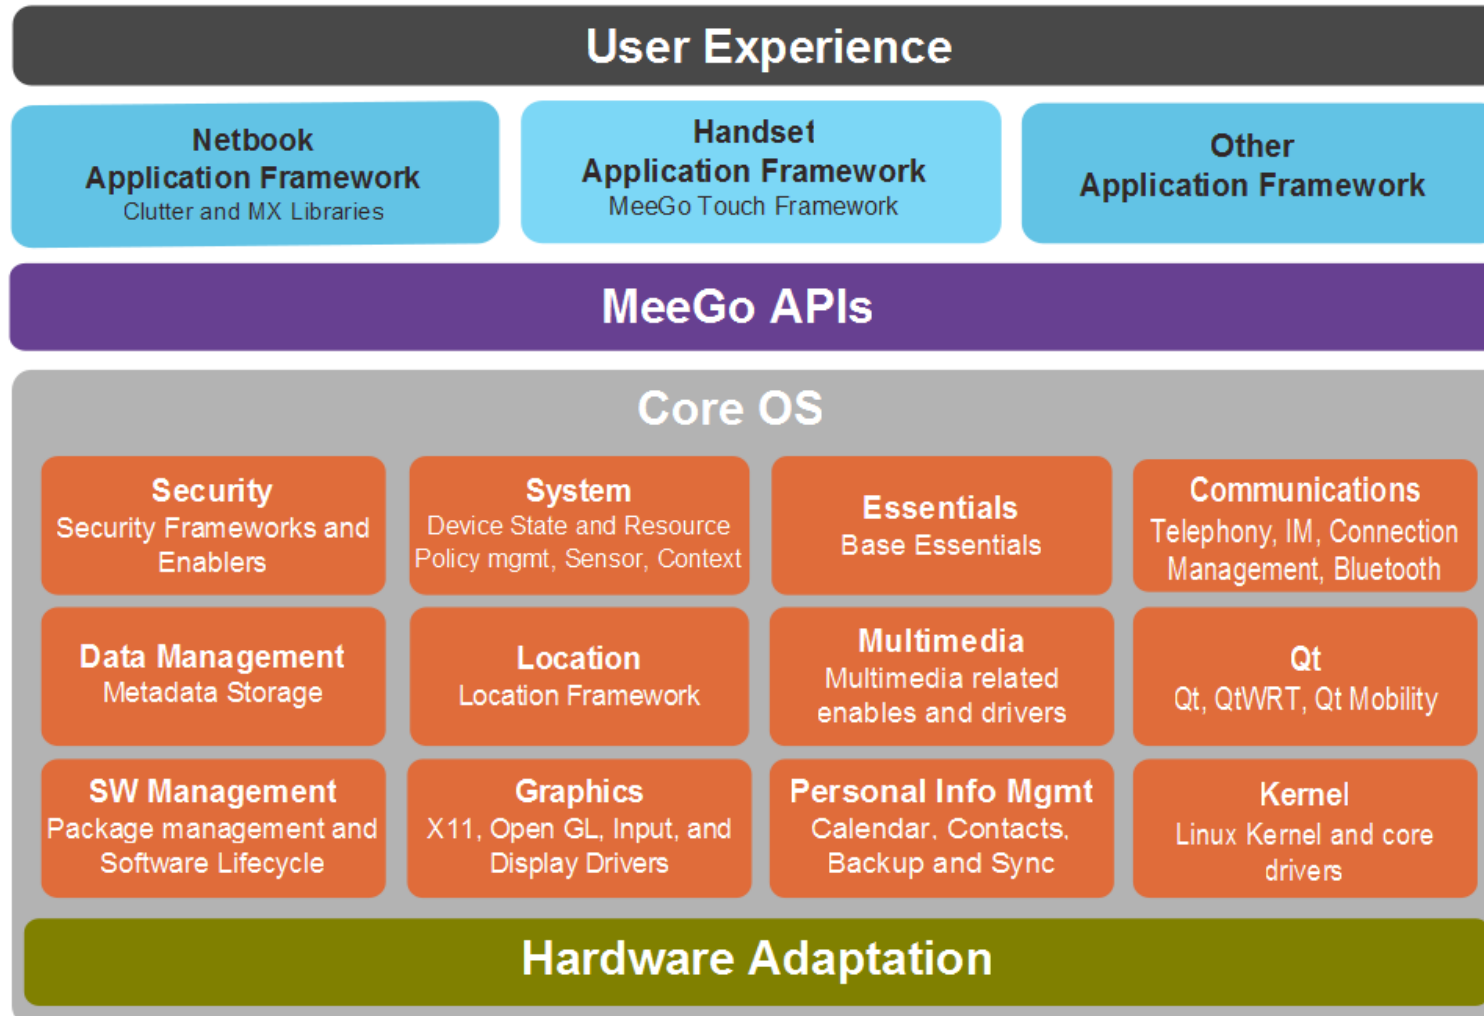 User Experience
Netbook
Application Framework
Clutter and MX Libraries
Handset
Application Framework
MeeGo Touch Framework
Other
Application Framework
MeeGo APIs
Core OS
Security
Security Frameworks and
Enablers
System
Device State and Resource
Policy mgmt, Sensor, Context
Essentials
Base Essentials
Communications
Telephony, IM, Connection
Management, Bluetooth
Data Management
Metadata Storage
Location
Location Framework
Multimedia
Multimedia related
enables and drivers
Qt
Qt, QtWRT, Qt Mobility
SW Management
Package management and
Software Lifecycle
Graphics
X11, Open GL, Input, and
Display Drivers
Personal Info Mgmt
Calendar, Contacts,
Backup and Sync
Kernel
Linux Kernel and core
drivers
Hardware Adaptation